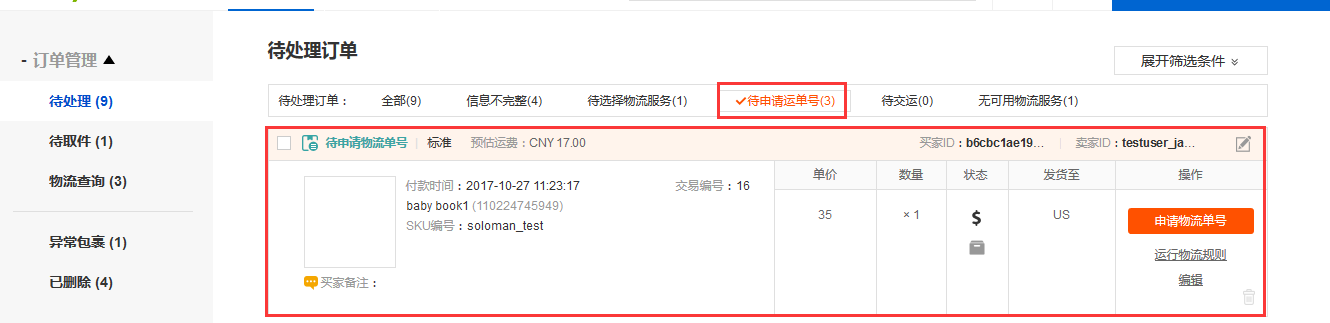 - 订单管理
待处理 (9)
待取件 (1)
物流查询 (3)
异常包裹 (1)
已删除 (4)
待处理订单
展开筛选条件
待处理订单： 全部(9) 信息不完整(4) 待选择物流服务(1) 待申请运单号(3) 待交运(0) 无可用物流服务(1)
待申请物流单号 标准 预估运费：CNY 17.00 买家ID：b6cbc1ae19... 卖家ID：testuser_ja...
单价 数量 状态 发货至 操作
付款时间：2017-10-27 11:23:17 交易编号：16
baby book1 (110224745949)
SKU编号：soloman_test
35 × 1 $ US
申请物流单号
运行物流规则
编辑
买家备注：